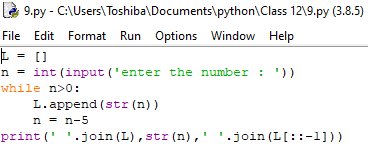 9.py - C:\Users\Toshiba\Documents\python\Class 12\9.py (3.8.5)
File Edit Format Run Options Window Help
L = []
n = int(input('enter the number : '))
while n>0:
    L.append(str(n))
    n = n-5
print(' '.join(L),str(n),' '.join(L[::-1]))